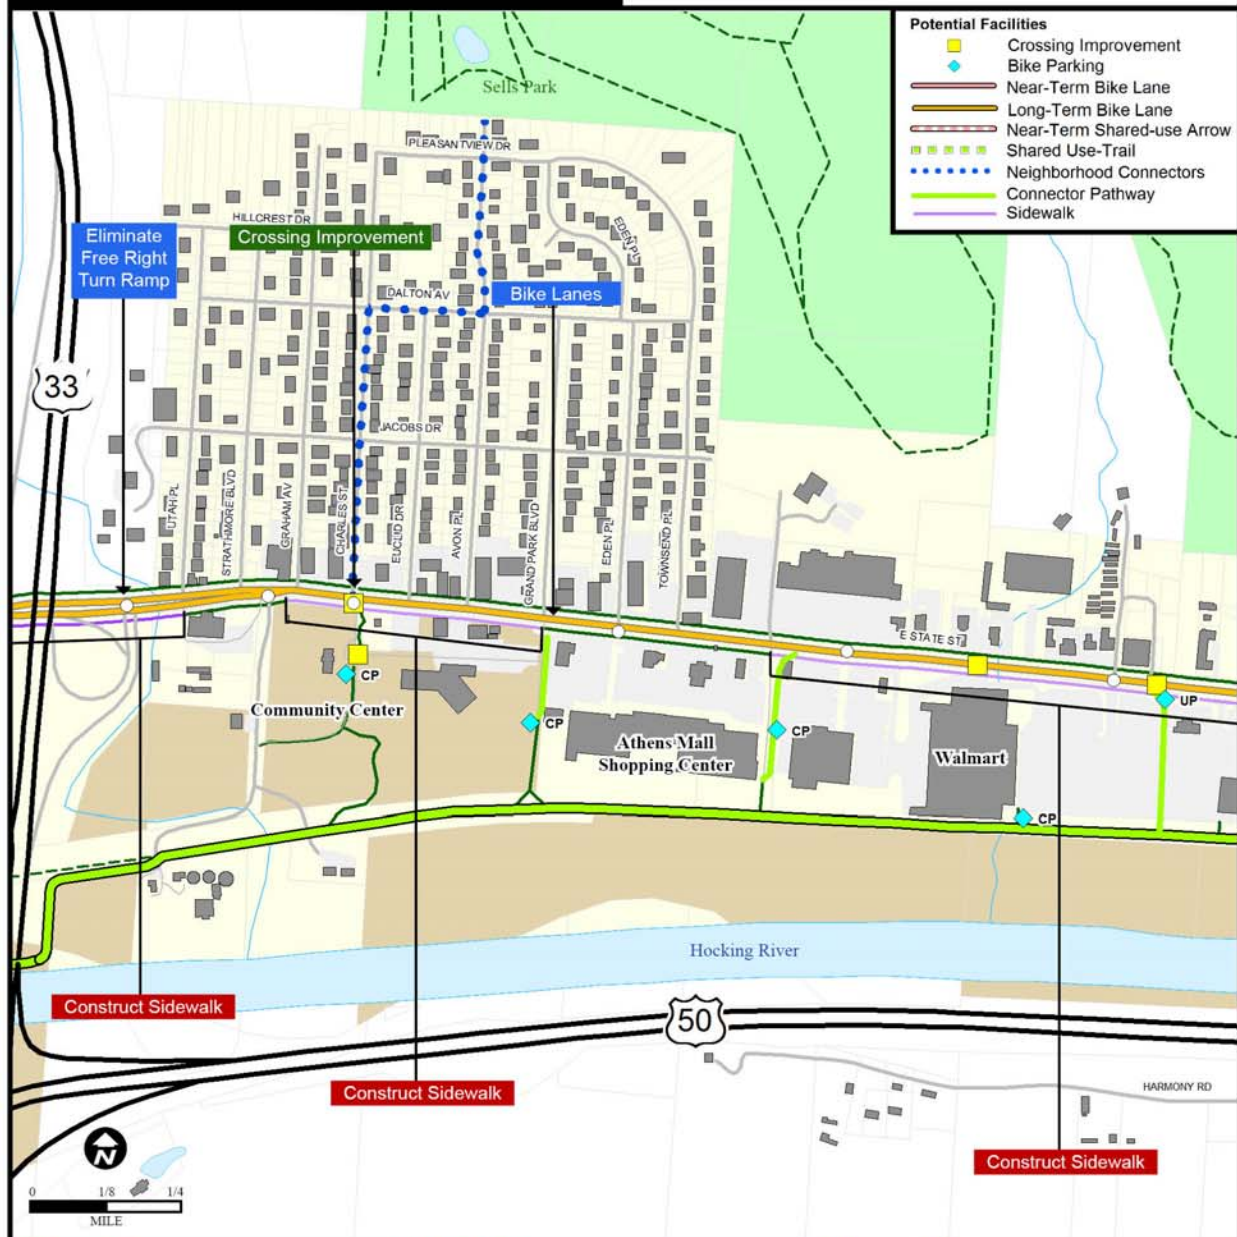 Potential Facilities
Crossing Improvement
Bike Parking
Near-Term Bike Lane
Long-Term Bike Lane
Near-Term Shared-use Arrow
Shared Use-Trail
Neighborhood Connectors
Connector Pathway
Sidewalk
Sells Park
PLEASANTVIEW DR
HILLCREST DR
EDEN PL
Eliminate
Free Right
Turn Ramp
Crossing Improvement
DALTON AV
Bike Lanes
33
JACOBS DR
UTAH PL
STRATHMORE BLVD
GRAHAM AV
CHARLES ST
EUCLID DR
AVON PL
GRAND PARK BLVD
EDEN PL
TOWNSEND PL
E STATE ST
CP
UP
Community Center
CP
CP
Athens Mall
Shopping Center
Walmart
CP
Hocking River
Construct Sidewalk
50
Construct Sidewalk
HARMONY RD
Construct Sidewalk
N
0 1/8 1/4
MILE